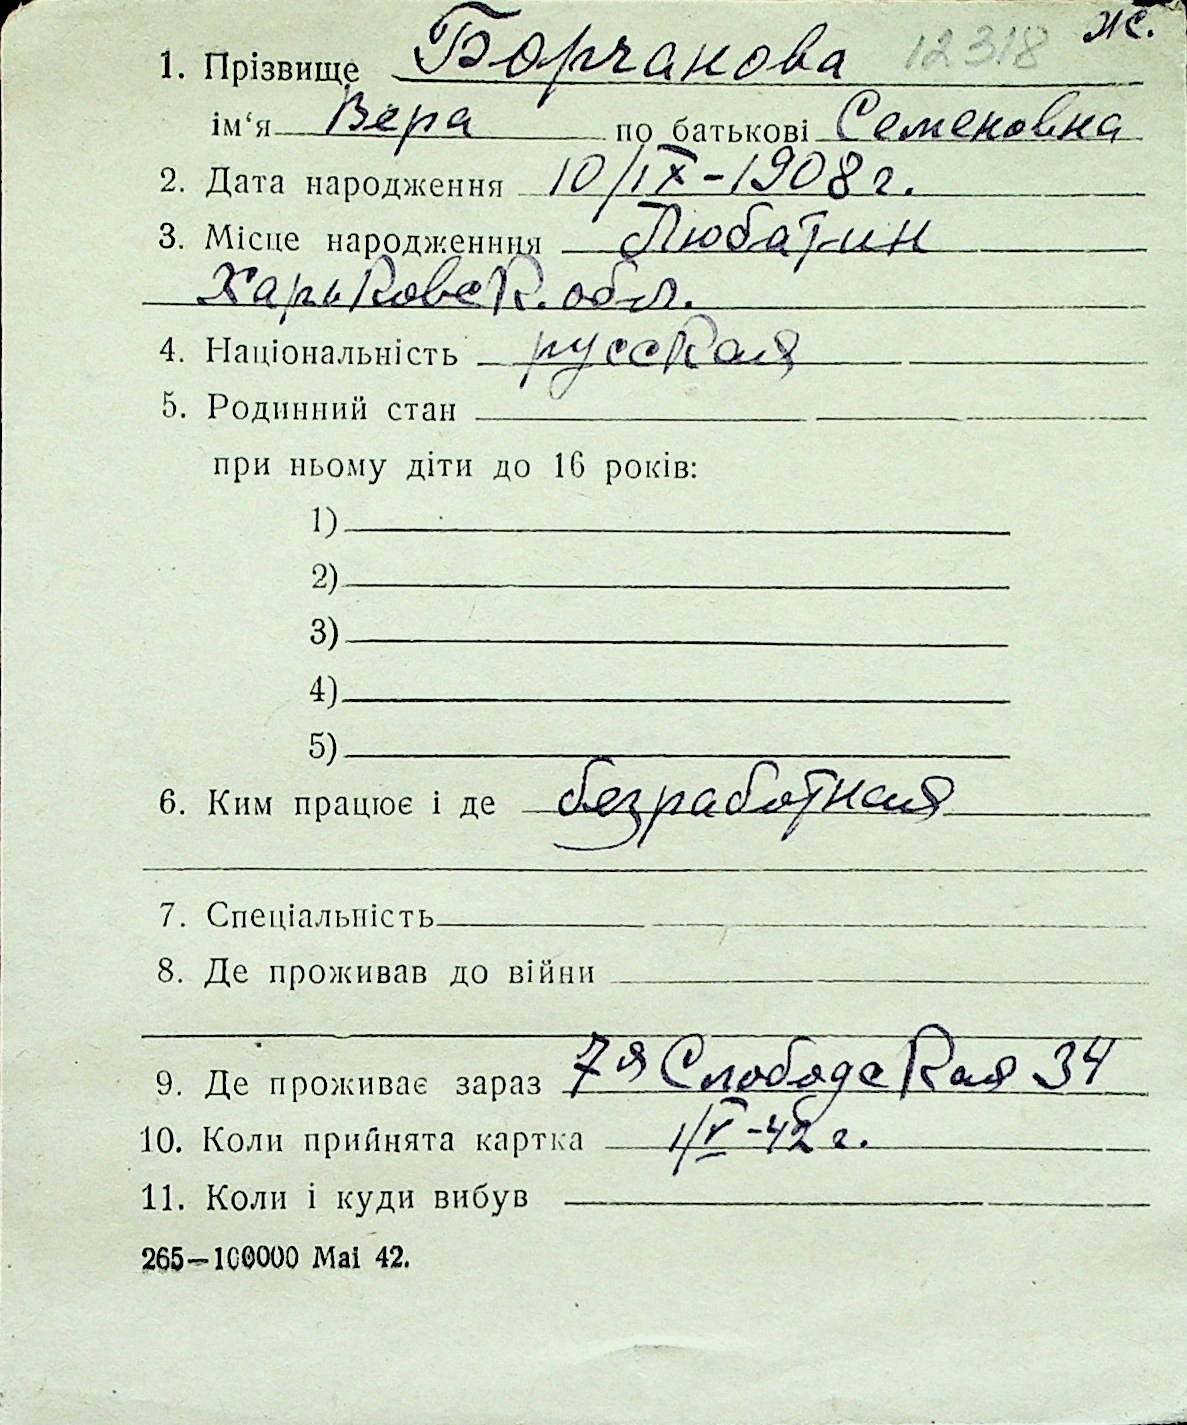 ж.
1. Прізвище Борчанова 12318
ім‘я Вера по батькові Семеновна
2. Дата народження 10/IX-1908 г.
3. Місце народженння Любатин
Харьковск. обл.
4. Національність русская
5. Родинний стан
при ньому діти до 16 років:
1)
2)
3)
4)
5)
6. Ким працює і де безработная
7. Спеціальність
8. Де проживав до війни
9. Де проживає зараз 7я Слободская 34
10. Коли прийнята картка 1/V-42 г.
11. Коли і куди вибув
265—100000 Mai 42.